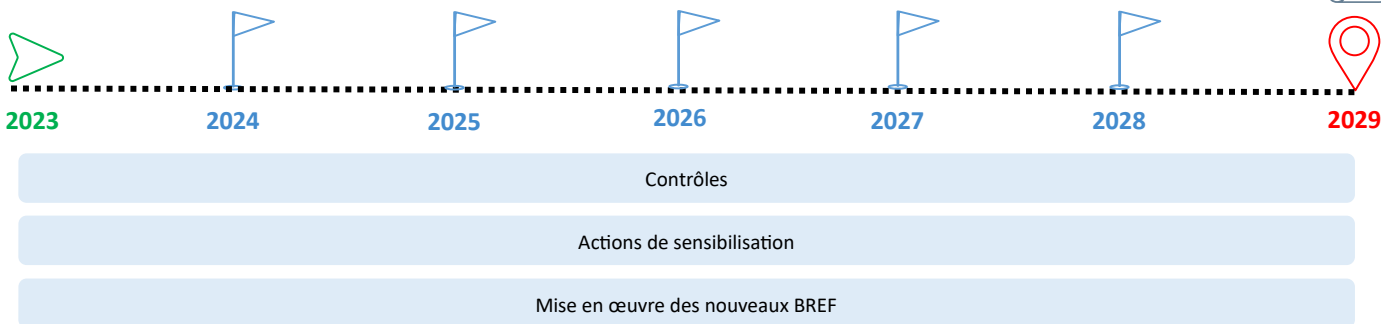 2023 2024 2025 2026 2027 2028 2029
Contrôles
Actions de sensibilisation
Mise en œuvre des nouveaux BREF